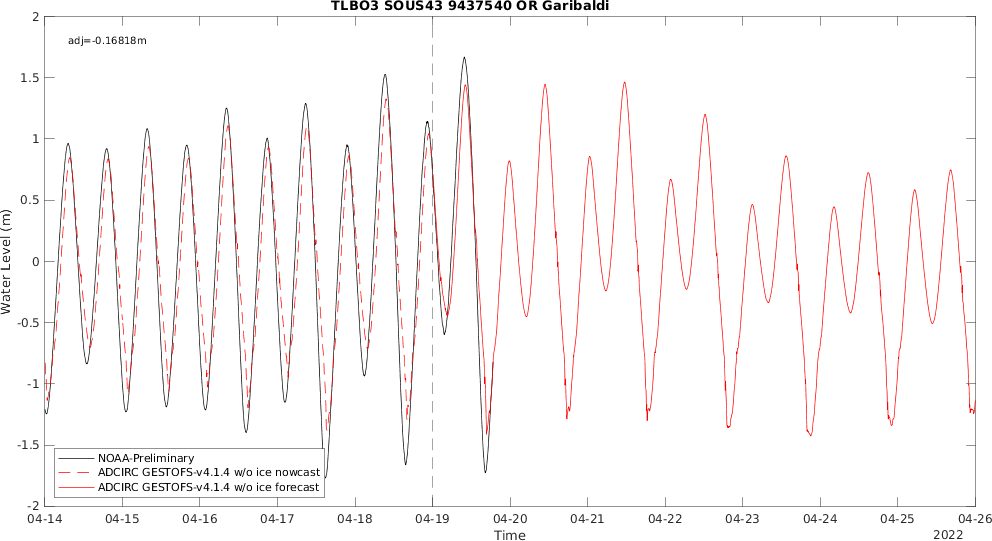 TLBO3 SOUS43 9437540 OR Garibaldi
adj=-0.16818m
Water Level (m)
2
1.5
1
0.5
0
-0.5
-1
-1.5
-2
NOAA-Preliminary
ADCIRC GESTOFS-v4.1.4 w/o ice nowcast
ADCIRC GESTOFS-v4.1.4 w/o ice forecast
04-14 04-15 04-16 04-17 04-18 04-19 04-20 04-21 04-22 04-23 04-24 04-25 04-26
Time
2022